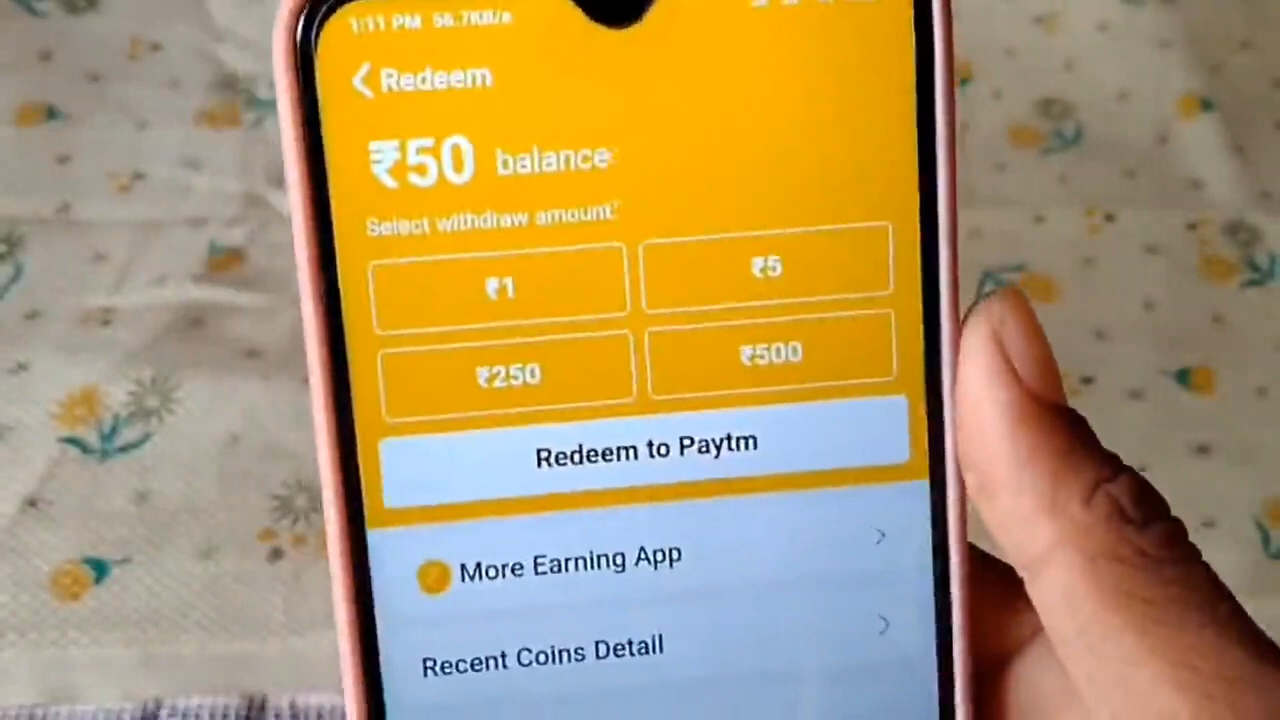 1:11 PM 56.7KB/s
Redeem
₹50 balance
Select withdraw amount
₹1
₹5
₹250
₹500
Redeem to Paytm
More Earning App
Recent Coins Detail